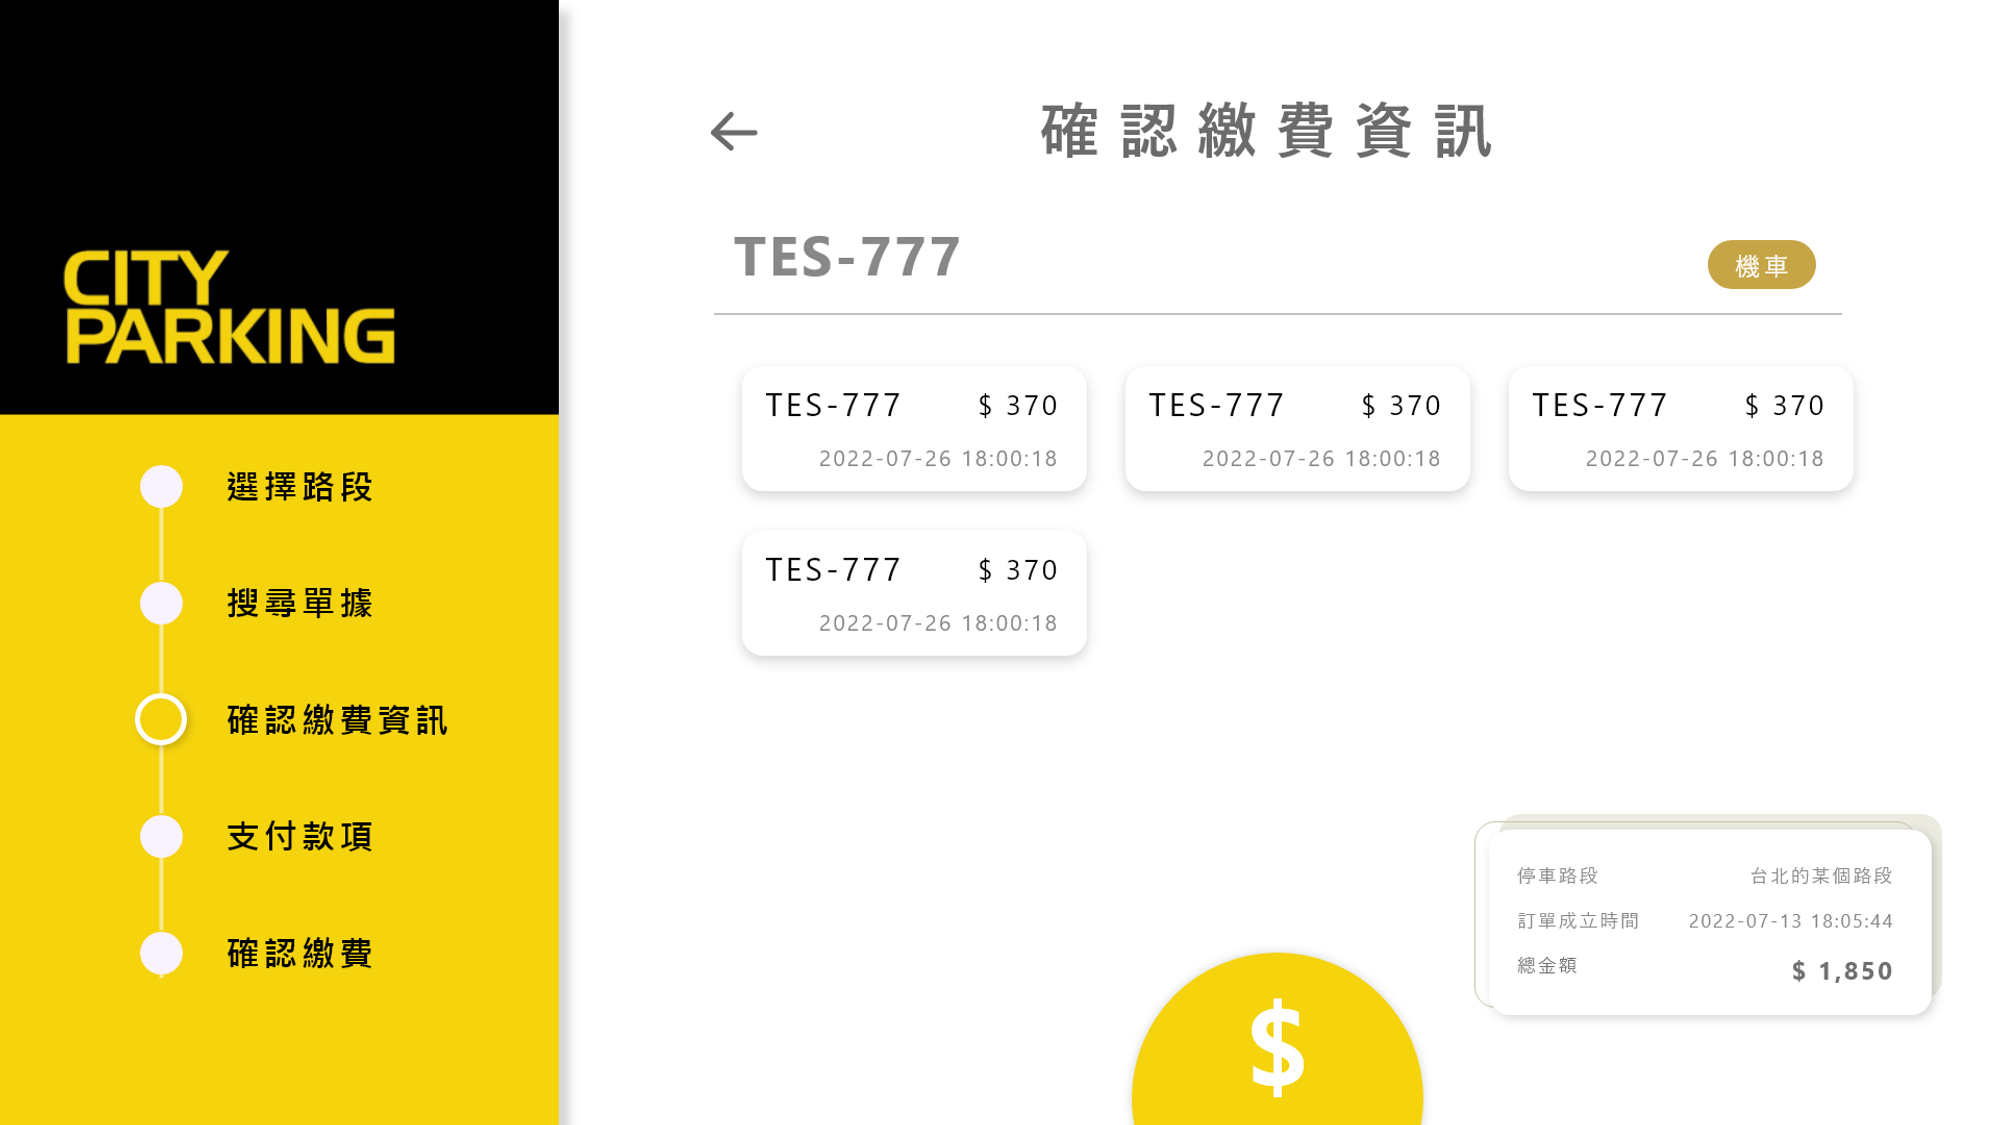 CITY
PARKING
選擇路段
搜尋單據
確認繳費資訊
支付款項
確認繳費
確認繳費資訊
TES-777
機車
TES-777 $ 370
2022-07-26 18:00:18
TES-777 $ 370
2022-07-26 18:00:18
TES-777 $ 370
2022-07-26 18:00:18
TES-777 $ 370
2022-07-26 18:00:18
停車路段 台北的某個路段
訂單成立時間 2022-07-13 18:05:44
總金額 $ 1,850
$